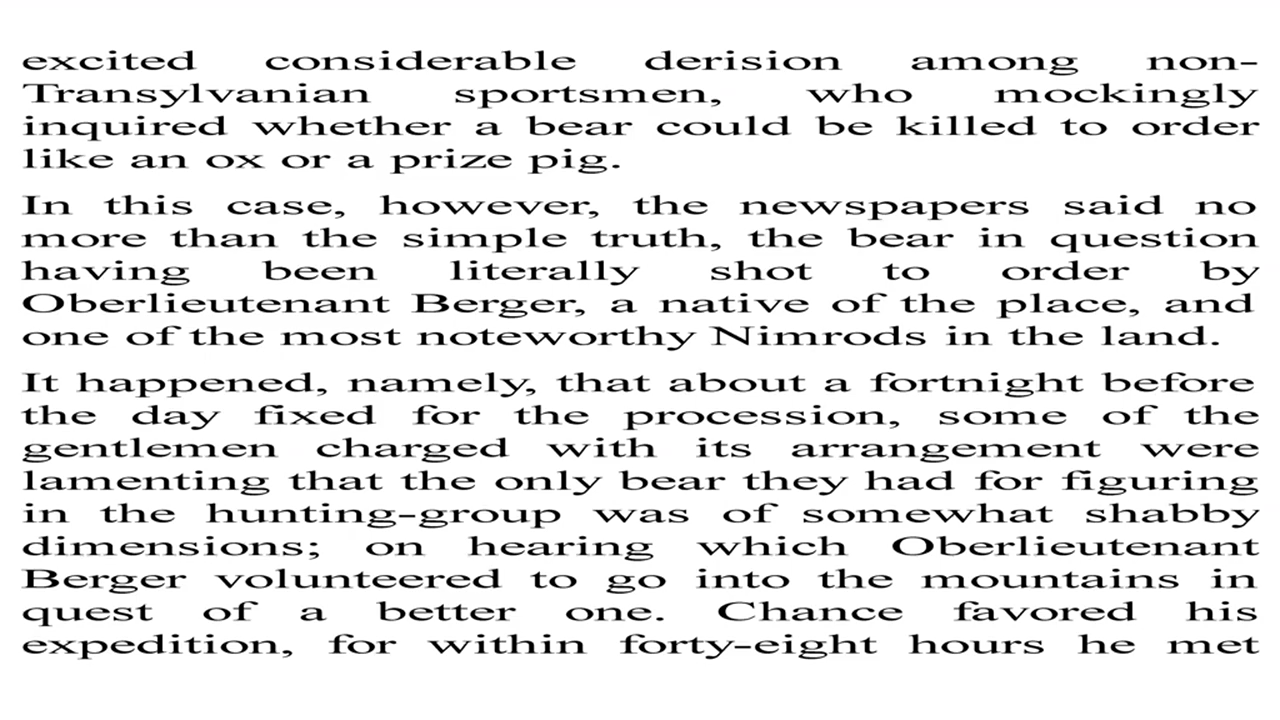 excited considerable derision among non-
Transylvanian sportsmen, who mockingly
inquired whether a bear could be killed to order
like an ox or a prize pig.
In this case, however, the newspapers said no
more than the simple truth, the bear in question
having been literally shot to order by
Oberlieutenant Berger, a native of the place, and
one of the most noteworthy Nimrods in the land.
It happened, namely, that about a fortnight before
the day fixed for the procession, some of the
gentlemen charged with its arrangement were
lamenting that the only bear they had for figuring
in the hunting-group was of somewhat shabby
dimensions; on hearing which Oberlieutenant
Berger volunteered to go into the mountains in
quest of a better one. Chance favored his
expedition, for within forty-eight hours he met